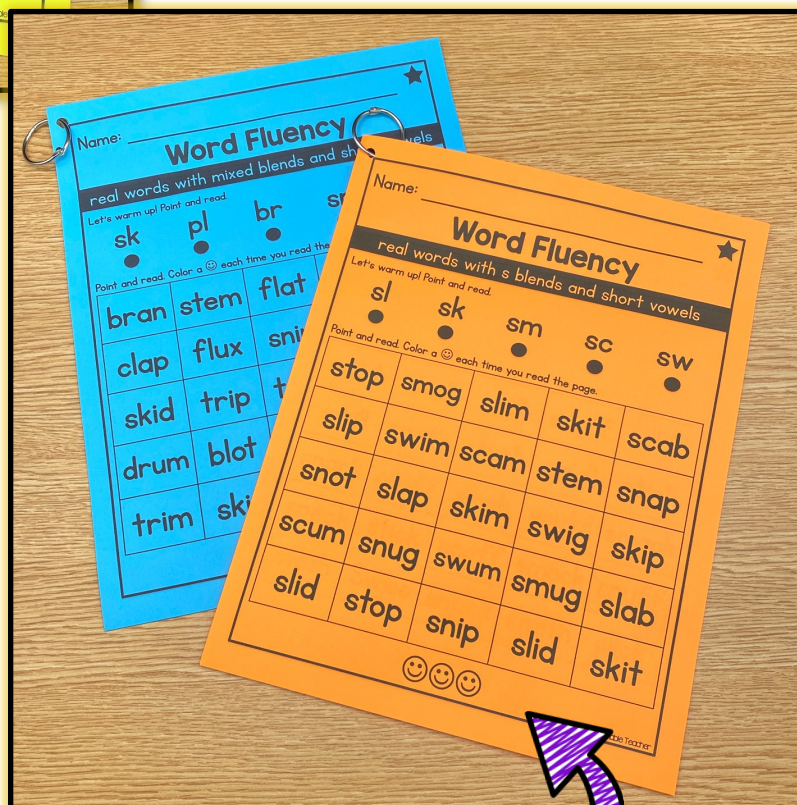 Name:
Word Fluency
real words with mixed blends and sh vowels
Let's warm up! Point and read.
sk pl br
Point and read. Color a ☺ each time you read the
bran stem flat
clap flux
skid trip
drum blot
trim
Name:
Word Fluency
real words with s blends and short vowels
Let's warm up! Point and read.
sl sk sm sc sw
Point and read. Color a ☺ each time you read the page.
stop smog slim skit scab
slip swim scam stem snap
snot slap skim swig skip
scum snug swum smug slab
slid stop snip slid skit
Teacher